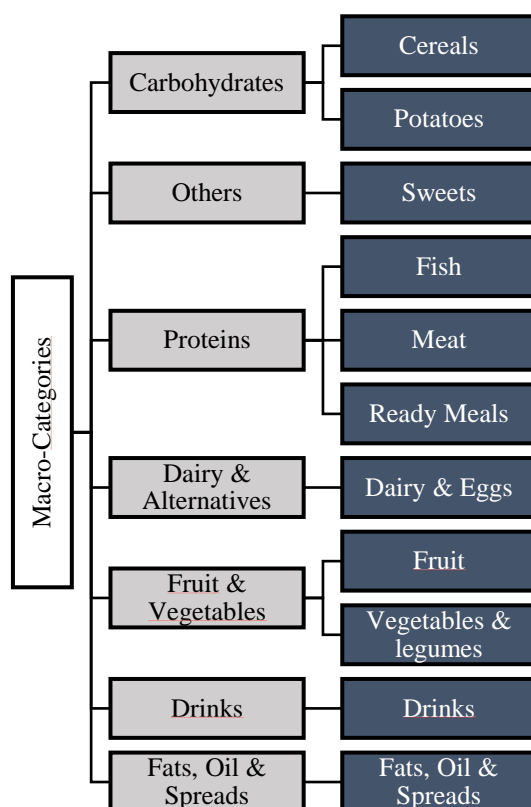 Macro-Categories
Carbohydrates
Cereals
Potatoes
Others
Sweets
Proteins
Fish
Meat
Ready Meals
Dairy &
Alternatives
Dairy & Eggs
Fruit &
Vegetables
Fruit
Vegetables &
legumes
Drinks
Drinks
Fats, Oil &
Spreads
Fats, Oil &
Spreads